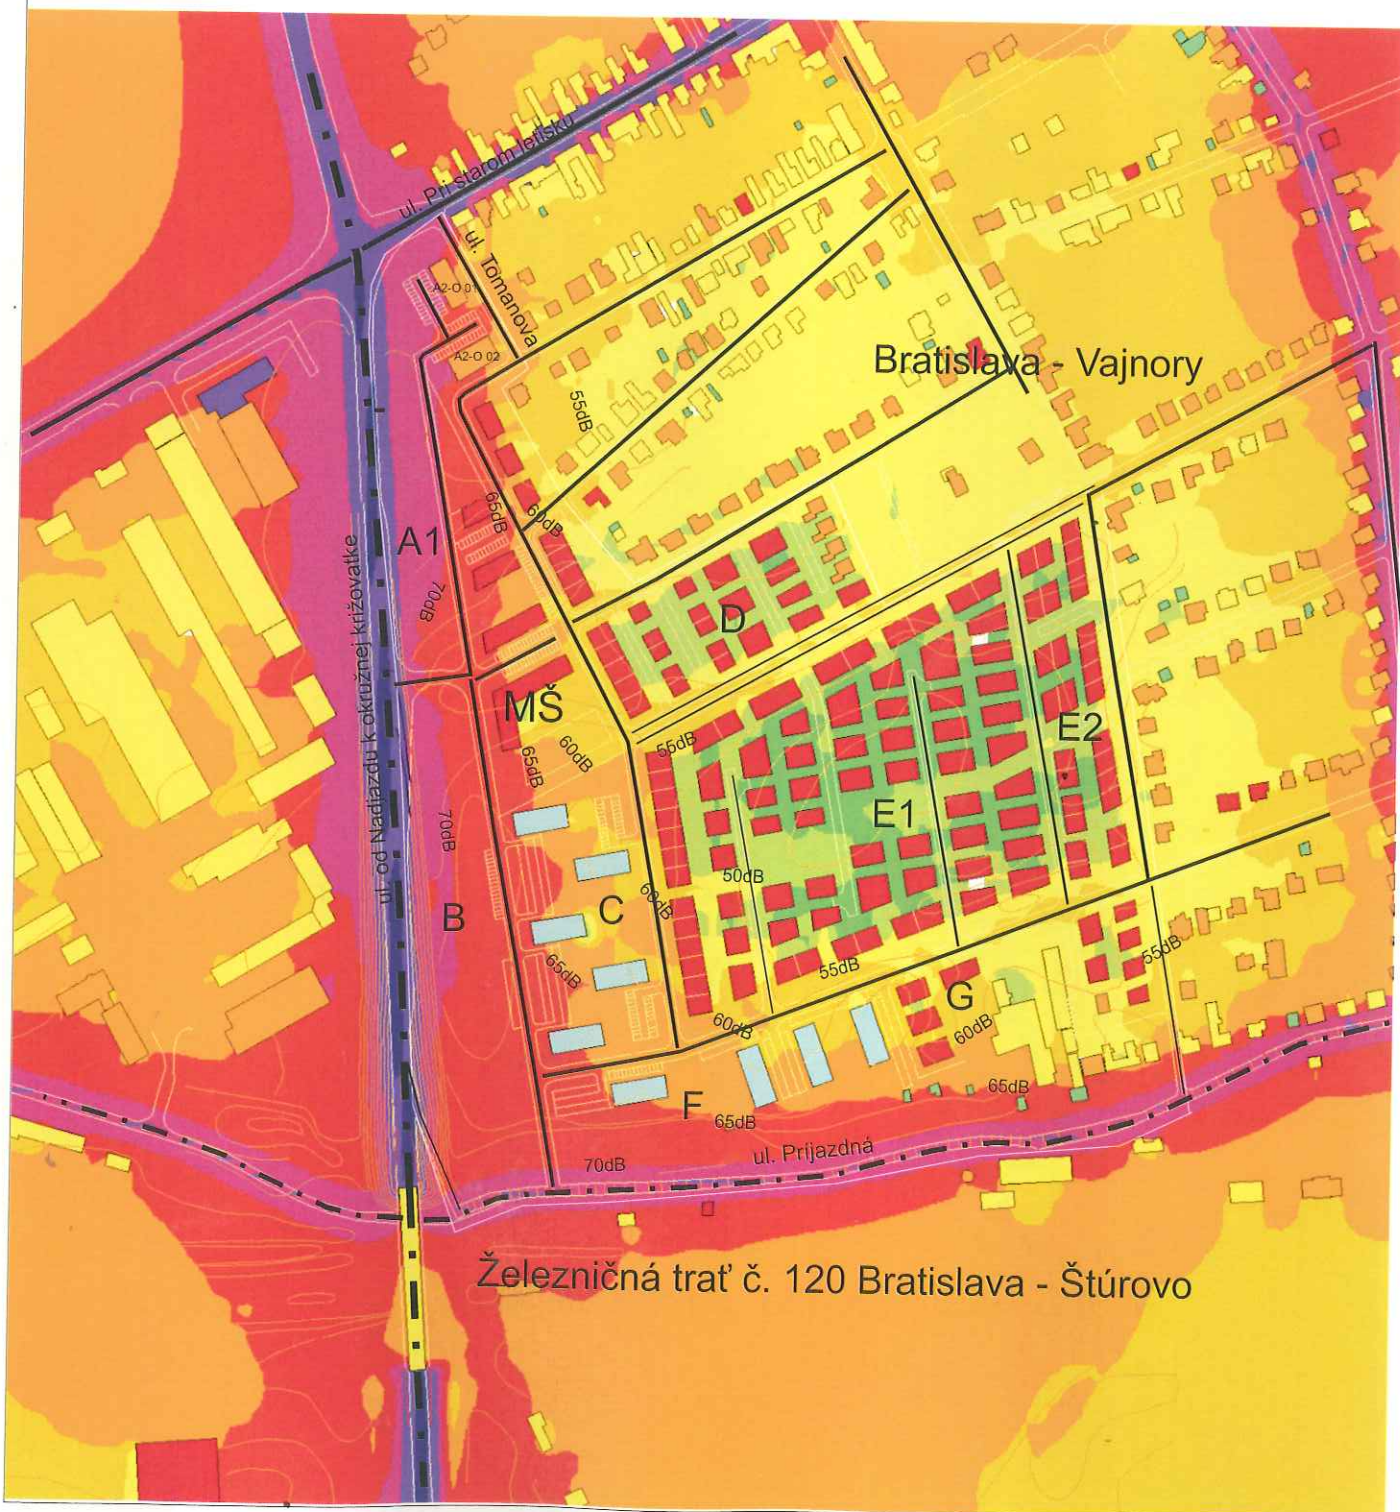 ul. Pri starom letisku
ul. Tomanova
A2-O 01
A2-O 02
Bratislava - Vajnory
55dB
65dB
60dB
A1
70dB
ul. od Nadjazdu k okružnej križovatke
D
MŠ
60dB
65dB
55dB
E2
E1
70dB
50dB
B
C
60dB
65dB
55dB
55dB
G
60dB
60dB
65dB
F
65dB
ul. Príjazdná
70dB
Železničná trať č. 120 Bratislava - Štúrovo